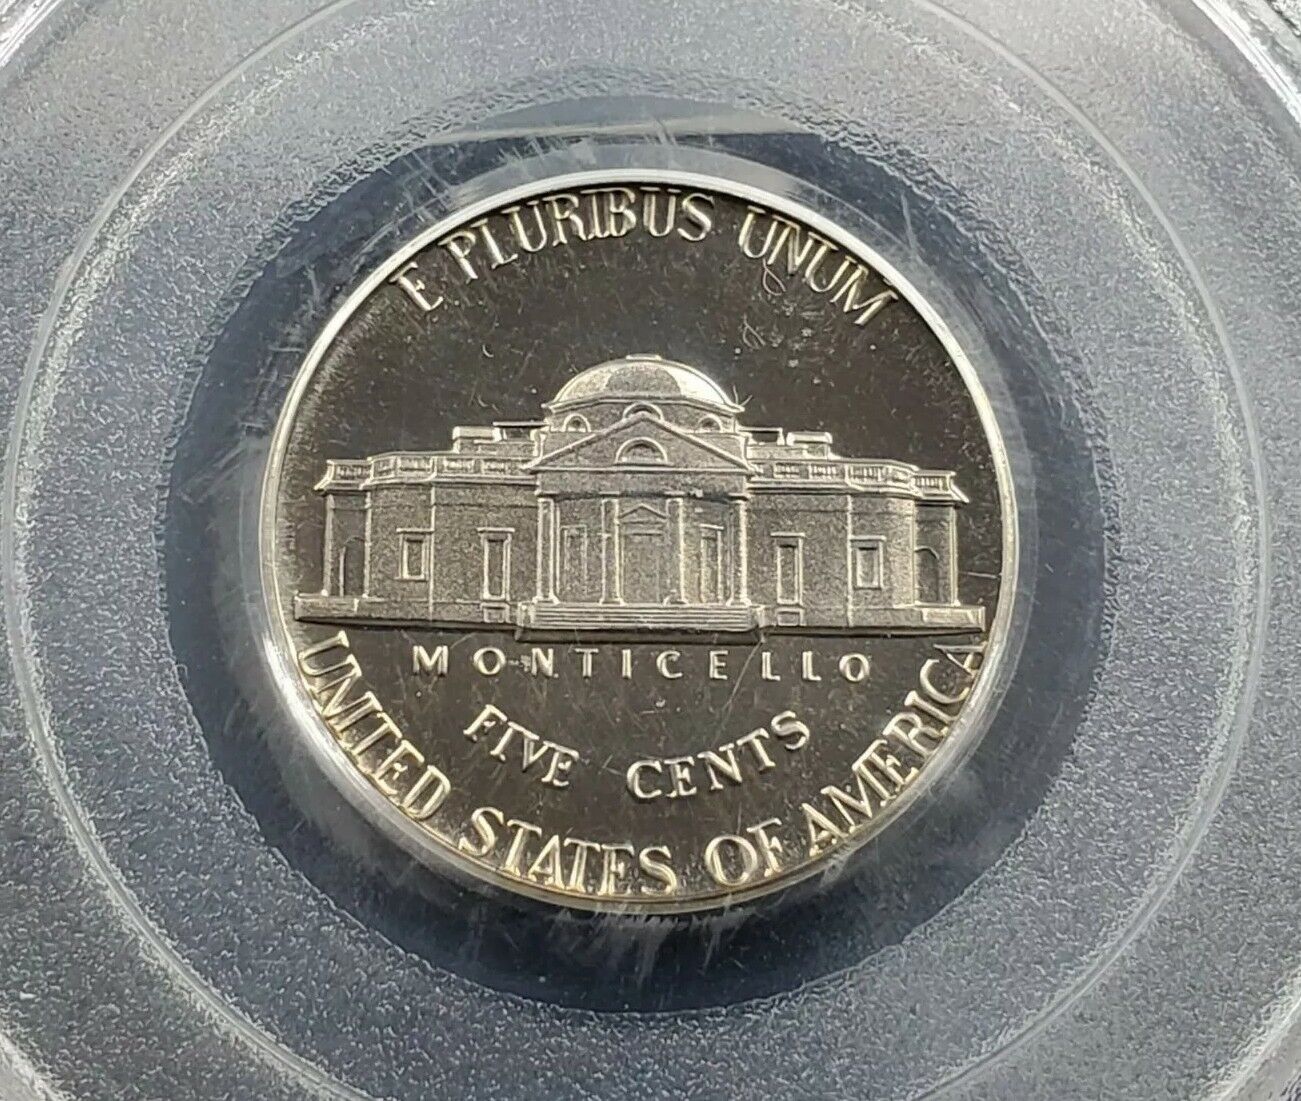 E PLURIBUS UNUM
MONTICELLO
FIVE CENTS
UNITED STATES OF AMERICA